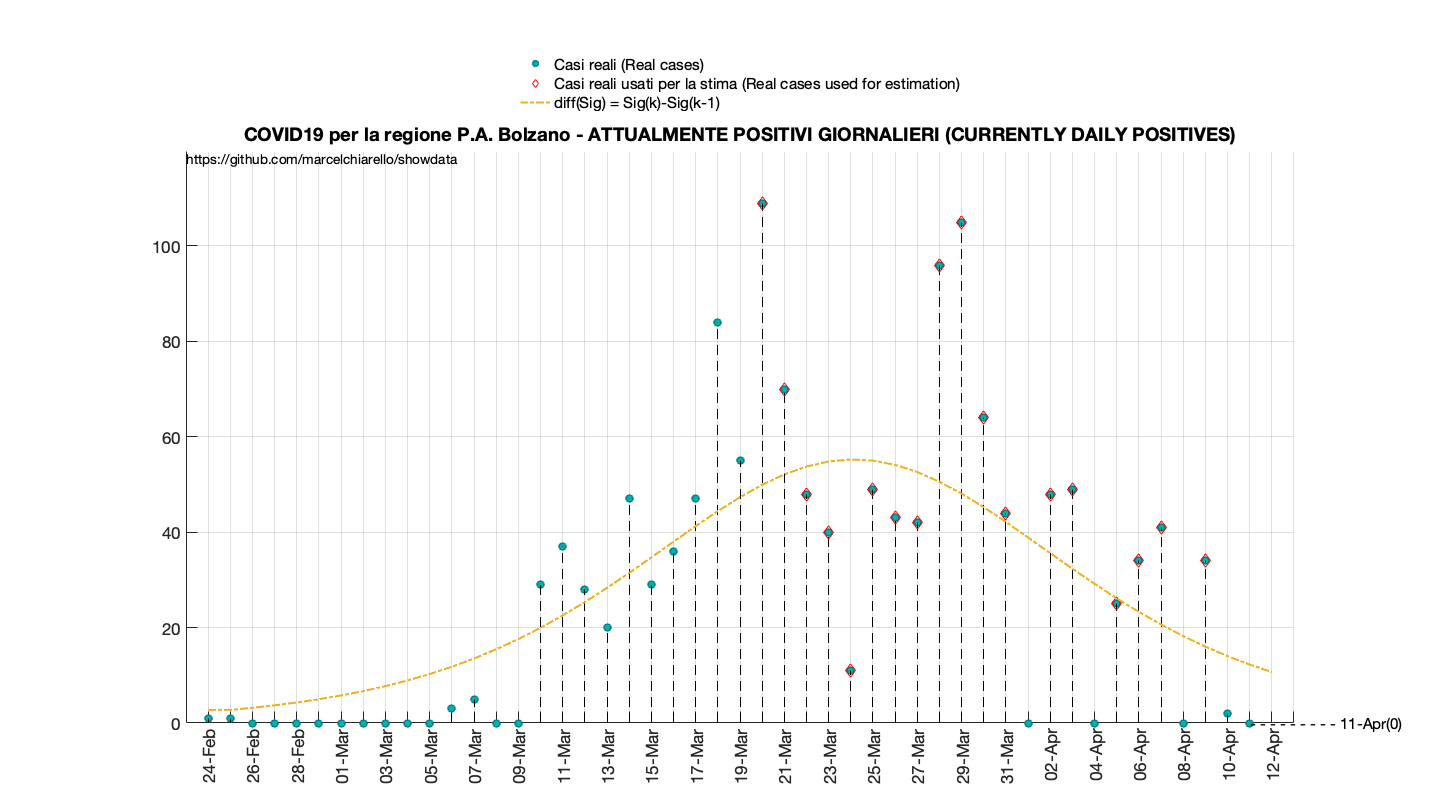 Casi reali (Real cases)
Casi reali usati per la stima (Real cases used for estimation)
diff(Sig) = Sig(k)-Sig(k-1)
COVID19 per la regione P.A. Bolzano - ATTUALMENTE POSITIVI GIORNALIERI (CURRENTLY DAILY POSITIVES)
https://github.com/marcelchiarello/showdata
100
80
60
40
20
0
11-Apr(0)
24-Feb
26-Feb
28-Feb
01-Mar
03-Mar
05-Mar
07-Mar
09-Mar
11-Mar
13-Mar
15-Mar
17-Mar
19-Mar
21-Mar
23-Mar
25-Mar
27-Mar
29-Mar
31-Mar
02-Apr
04-Apr
06-Apr
08-Apr
10-Apr
12-Apr